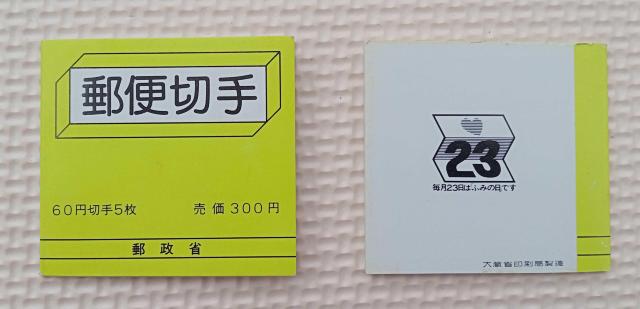 郵便切手
60円切手5枚
売価300円
郵政省
23
毎月23日はふみの日です
大蔵省印刷局製造